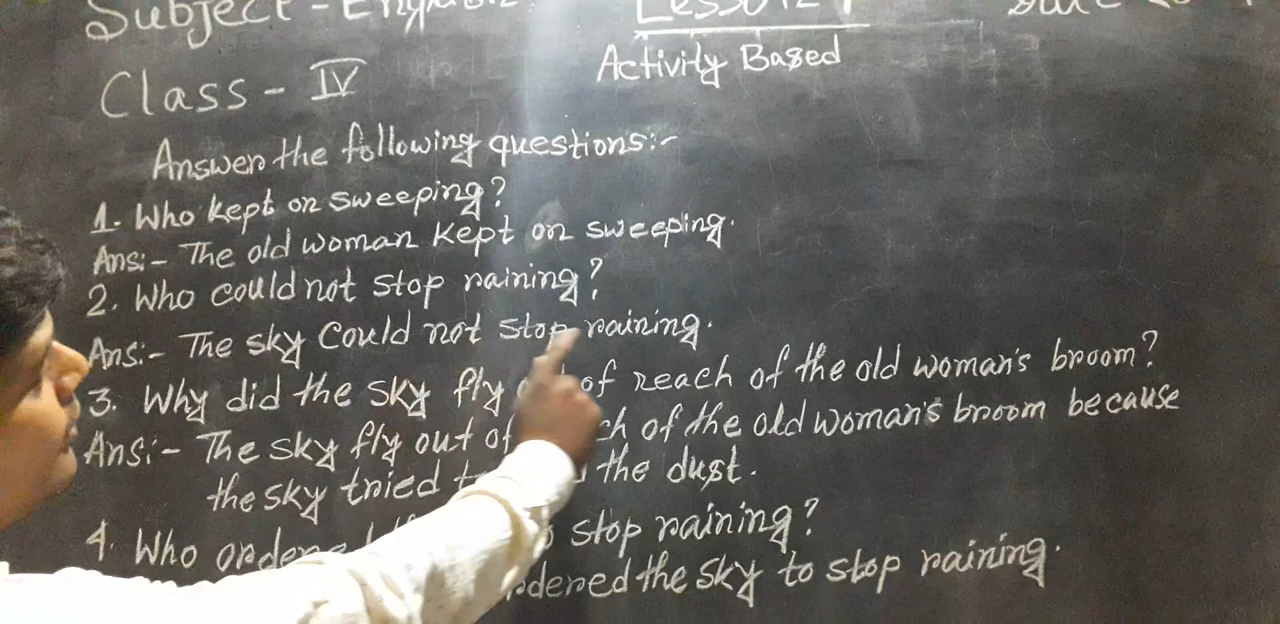 Subject - English
Lesson
Activity Based
Class - IV
Answer the following questions:-
1. Who kept on sweeping?
Ans:- The old woman kept on sweeping.
2. Who could not stop raining?
Ans:- The sky could not stop raining.
3. Why did the sky fly of reach of the old woman's broom?
Ans:- The sky fly out of of the old woman's broom because
the sky tried the dust.
4. Who stop raining?
the sky to stop raining.